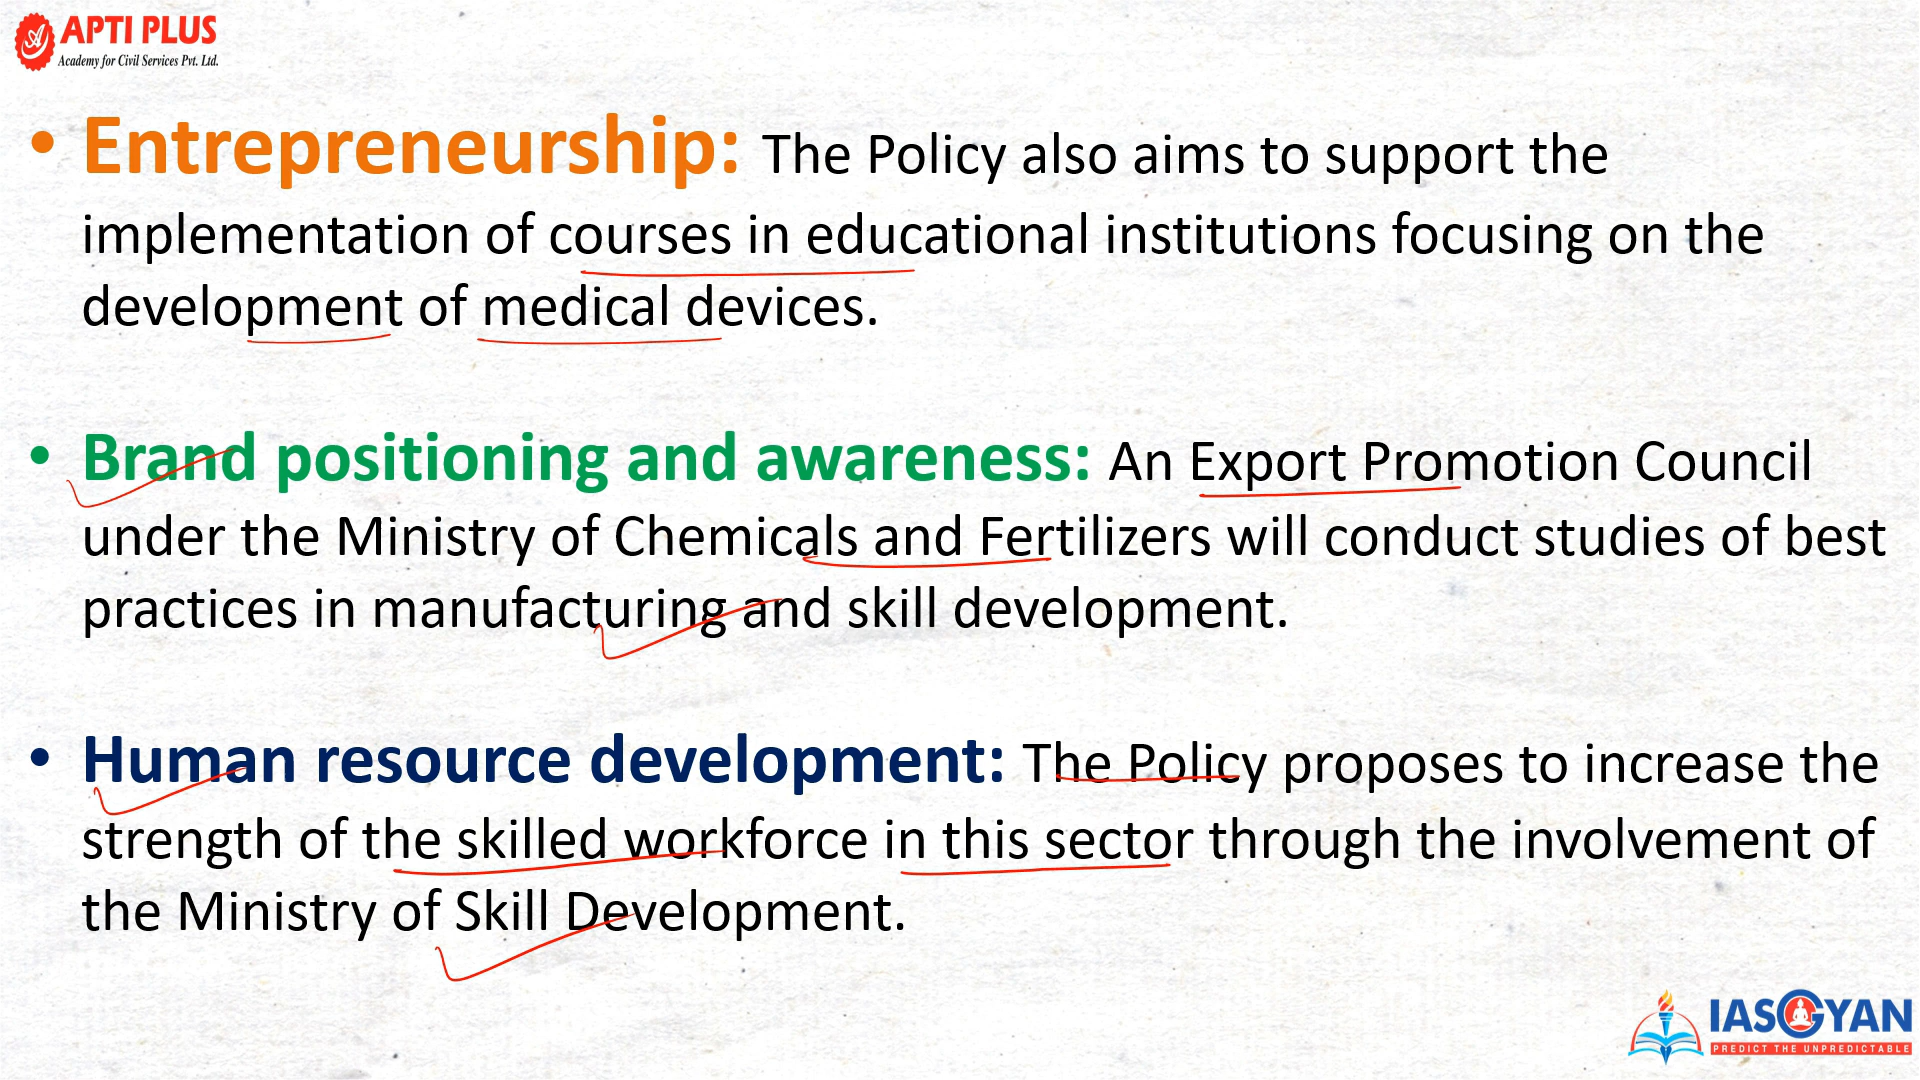 APTI PLUS
Academy for Civil Services Pvt. Ltd.
• Entrepreneurship: The Policy also aims to support the
implementation of courses in educational institutions focusing on the
development of medical devices.
• Brand positioning and awareness: An Export Promotion Council
under the Ministry of Chemicals and Fertilizers will conduct studies of best
practices in manufacturing and skill development.
• Human resource development: The Policy proposes to increase the
strength of the skilled workforce in this sector through the involvement of
the Ministry of Skill Development.
IASGYAN
PREDICT THE UNPREDICTABLE